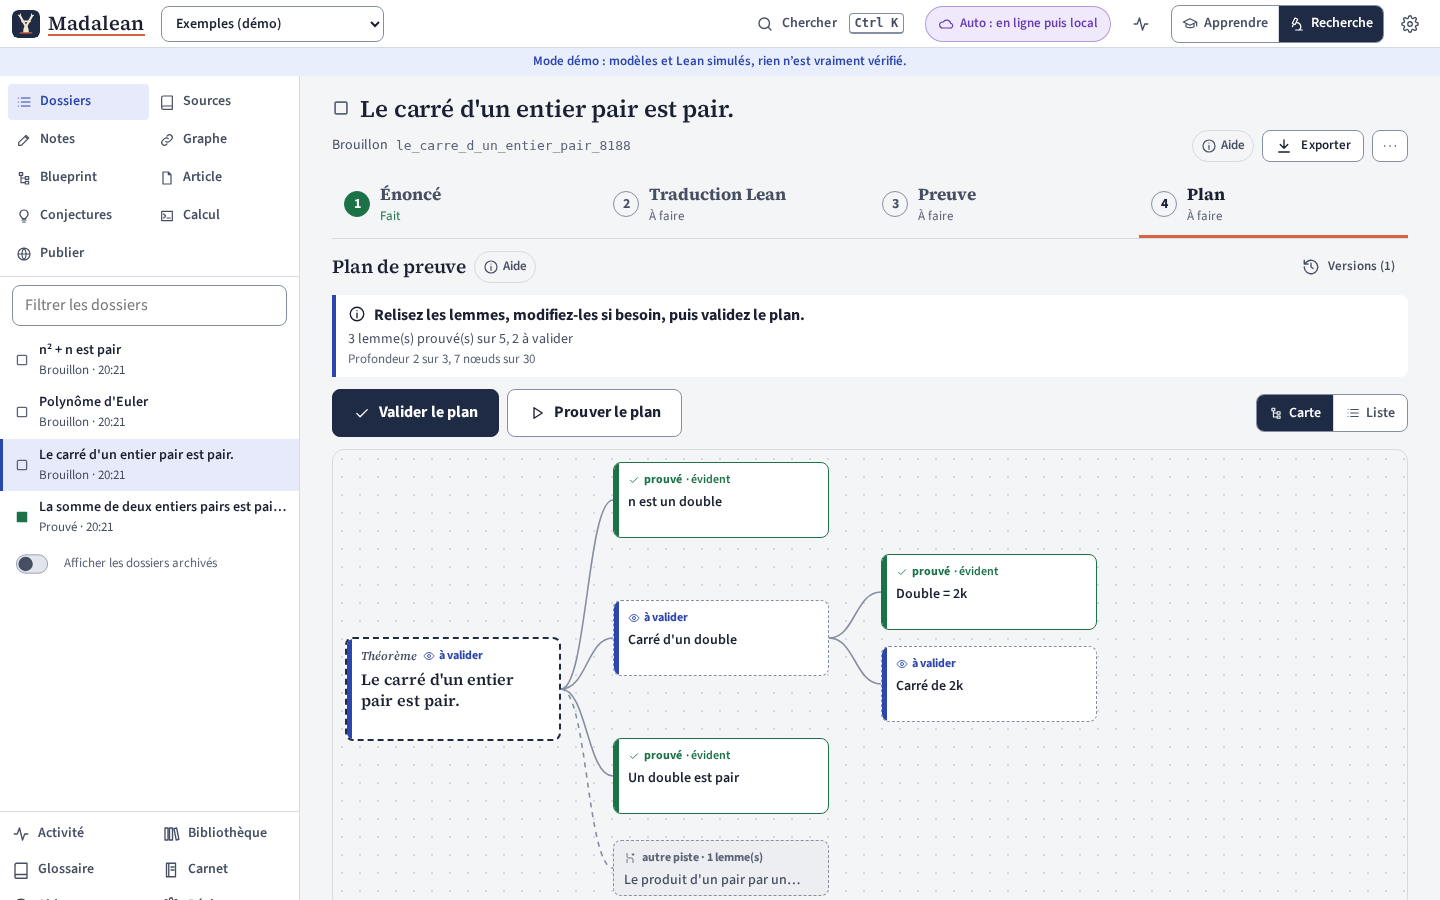 Madalean
Exemples (démo)
Chercher
Ctrl K
Auto : en ligne puis local
Apprendre
Recherche
Mode démo : modèles et Lean simulés, rien n’est vraiment vérifié.
Dossiers
Sources
Notes
Graphe
Blueprint
Article
Conjectures
Calcul
Publier
Filtrer les dossiers
n² + n est pair
Brouillon · 20:21
Polynôme d'Euler
Brouillon · 20:21
Le carré d'un entier pair est pair.
Brouillon · 20:21
La somme de deux entiers pairs est pai…
Prouvé · 20:21
Afficher les dossiers archivés
Activité
Bibliothèque
Glossaire
Carnet
Le carré d'un entier pair est pair.
Brouillon le_carre_d_un_entier_pair_8188
Aide
Exporter
···
1
Énoncé
Fait
2
Traduction Lean
À faire
3
Preuve
À faire
4
Plan
À faire
Plan de preuve
Aide
Versions (1)
Relisez les lemmes, modifiez-les si besoin, puis validez le plan.
3 lemme(s) prouvé(s) sur 5, 2 à valider
Profondeur 2 sur 3, 7 nœuds sur 30
Valider le plan
Prouver le plan
Carte
Liste
prouvé · évident
n est un double
prouvé · évident
Double = 2k
à valider
Carré d'un double
Théorème à valider
Le carré d'un entier
pair est pair.
à valider
Carré de 2k
prouvé · évident
Un double est pair
autre piste · 1 lemme(s)
Le produit d'un pair par un…